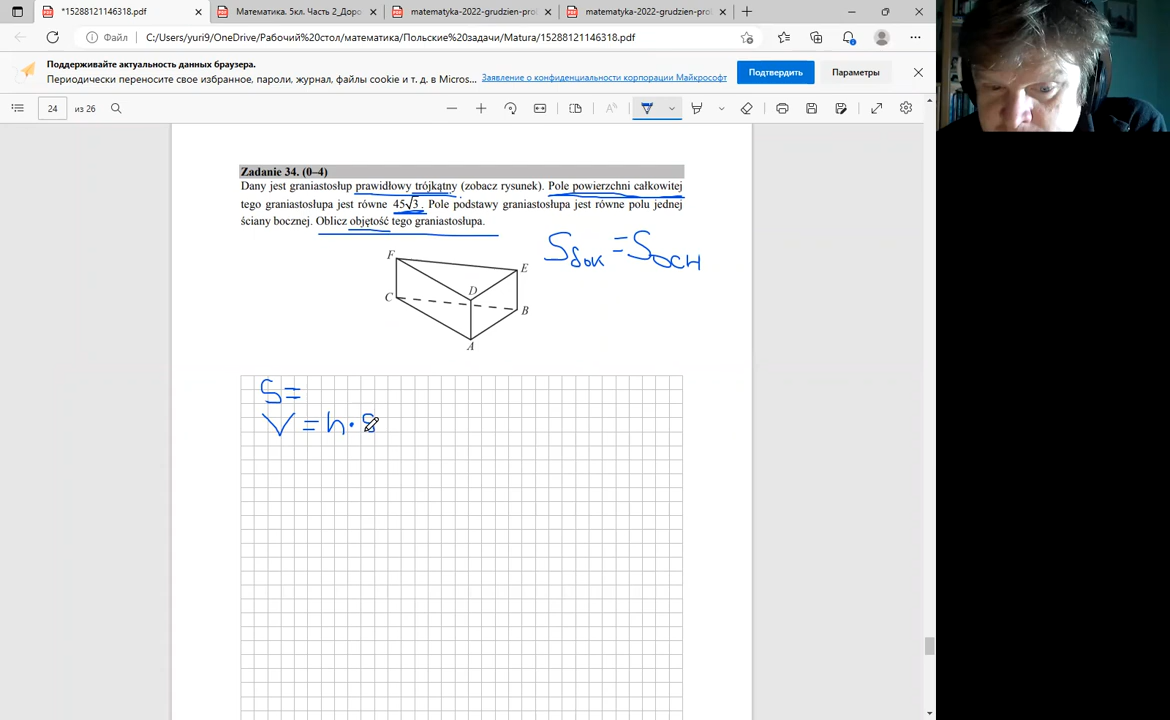 *15288121146318.pdf
Математика. 5кл. Часть 2_Доро
matematyka-2022-grudzien-prol
matematyka-2022-grudzien-prol
Файл
C:/Users/yuri9/OneDrive/Рабочий%20стол/математика/Польские%20задачи/Matura/15288121146318.pdf
Поддерживайте актуальность данных браузера.
Периодически переносите свое избранное, пароли, журнал, файлы cookie и т. д. в Micros...
Заявление о конфиденциальности корпорации Майкрософт
Подтвердить
Параметры
24 из 26
Zadanie 34. (0–4)
Dany jest graniastosłup prawidłowy trójkątny (zobacz rysunek). Pole powierzchni całkowitej
tego graniastosłupa jest równe 45√3. Pole podstawy graniastosłupa jest równe polu jednej
ściany bocznej. Oblicz objętość tego graniastosłupa.
Sбок = Sосн
F
E
D
C
B
A
S=
V = h · S